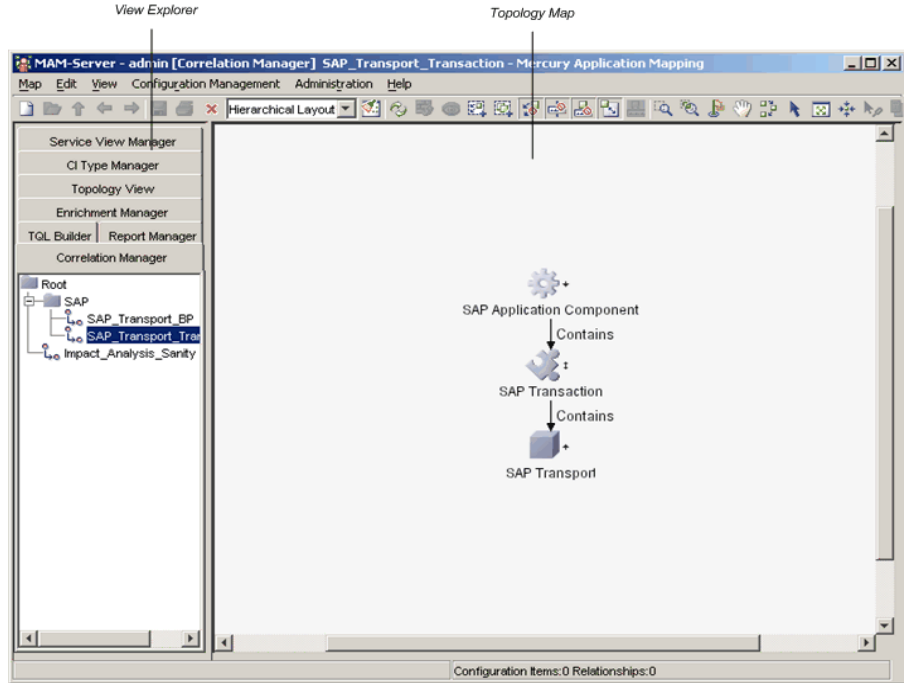 View Explorer
Topology Map
MAM-Server - admin [Correlation Manager] SAP_Transport_Transaction - Mercury Application Mapping
Map Edit View Configuration Management Administration Help
Hierarchical Layout
Service View Manager
CI Type Manager
Topology View
Enrichment Manager
TQL Builder Report Manager
Correlation Manager
Root
SAP
SAP_Transport_BP
SAP_Transport_Tra
Impact_Analysis_Sanity
SAP Application Component
Contains
SAP Transaction
Contains
SAP Transport
Configuration Items:0 Relationships:0